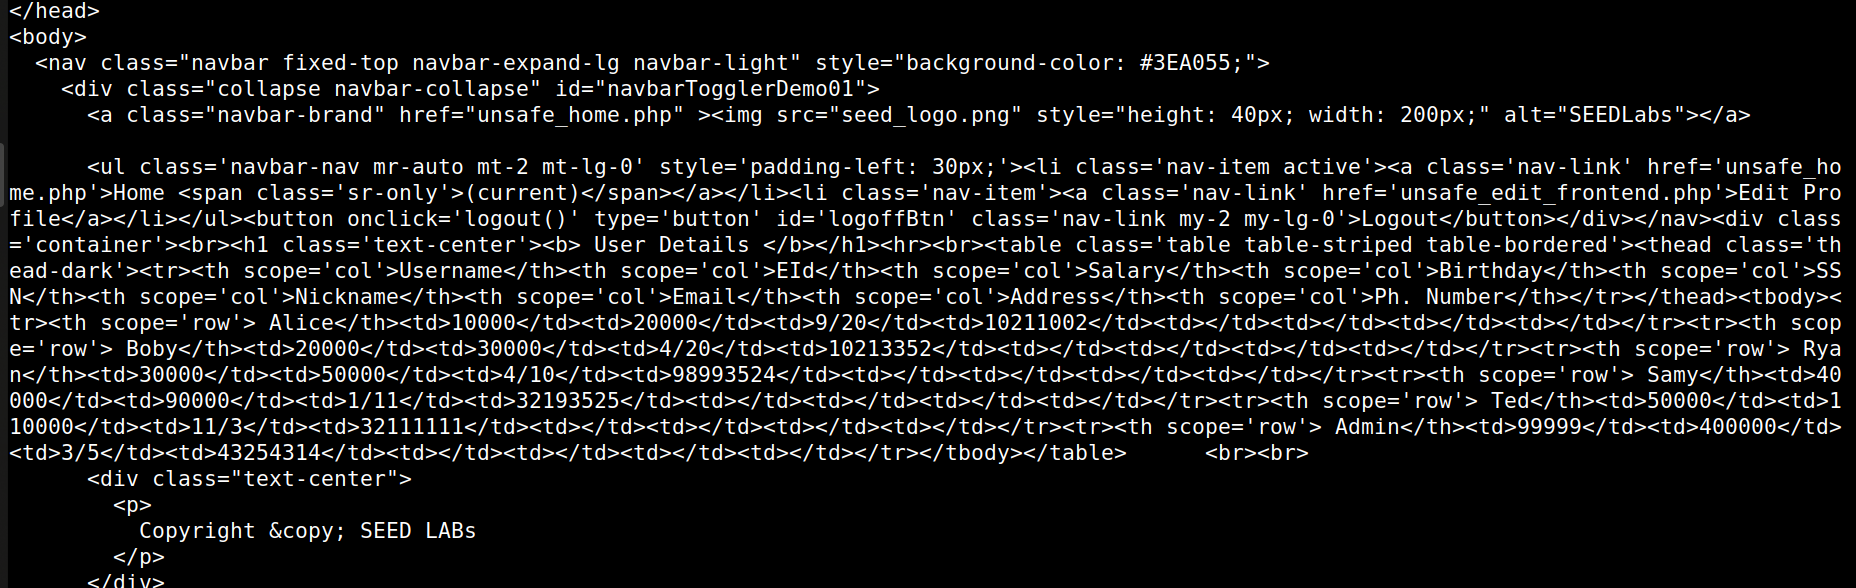 </head>
<body>
  <nav class="navbar fixed-top navbar-expand-lg navbar-light" style="background-color: #3EA055;">
    <div class="collapse navbar-collapse" id="navbarTogglerDemo01">
      <a class="navbar-brand" href="unsafe_home.php" ><img src="seed_logo.png" style="height: 40px; width: 200px;" alt="SEEDLabs"></a>

      <ul class='navbar-nav mr-auto mt-2 mt-lg-0' style='padding-left: 30px;'><li class='nav-item active'><a class='nav-link' href='unsafe_ho
me.php'>Home <span class='sr-only'>(current)</span></a></li><li class='nav-item'><a class='nav-link' href='unsafe_edit_frontend.php'>Edit Pro
file</a></li></ul><button onclick='logout()' type='button' id='logoffBtn' class='nav-link my-2 my-lg-0'>Logout</button></div></nav><div class
='container'><br><h1 class='text-center'><b> User Details </b></h1><hr><br><table class='table table-striped table-bordered'><thead class='th
ead-dark'><tr><th scope='col'>Username</th><th scope='col'>EId</th><th scope='col'>Salary</th><th scope='col'>Birthday</th><th scope='col'>SS
N</th><th scope='col'>Nickname</th><th scope='col'>Email</th><th scope='col'>Address</th><th scope='col'>Ph. Number</th></tr></thead><tbody><
tr><th scope='row'> Alice</th><td>10000</td><td>20000</td><td>9/20</td><td>10211002</td><td></td><td></td><td></td><td></td></tr><tr><th scop
e='row'> Boby</th><td>20000</td><td>30000</td><td>4/20</td><td>10213352</td><td></td><td></td><td></td><td></td></tr><tr><th scope='row'> Rya
n</th><td>30000</td><td>50000</td><td>4/10</td><td>98993524</td><td></td><td></td><td></td><td></td></tr><tr><th scope='row'> Samy</th><td>40
000</td><td>90000</td><td>1/11</td><td>32193525</td><td></td><td></td><td></td><td></td></tr><tr><th scope='row'> Ted</th><td>50000</td><td>1
10000</td><td>11/3</td><td>32111111</td><td></td><td></td><td></td><td></td></tr><tr><th scope='row'> Admin</th><td>99999</td><td>400000</td>
<td>3/5</td><td>43254314</td><td></td><td></td><td></td><td></td></tr></tbody></table>      <br><br>
      <div class="text-center">
        <p>
          Copyright &copy; SEED LABs
        </p>
      </div>